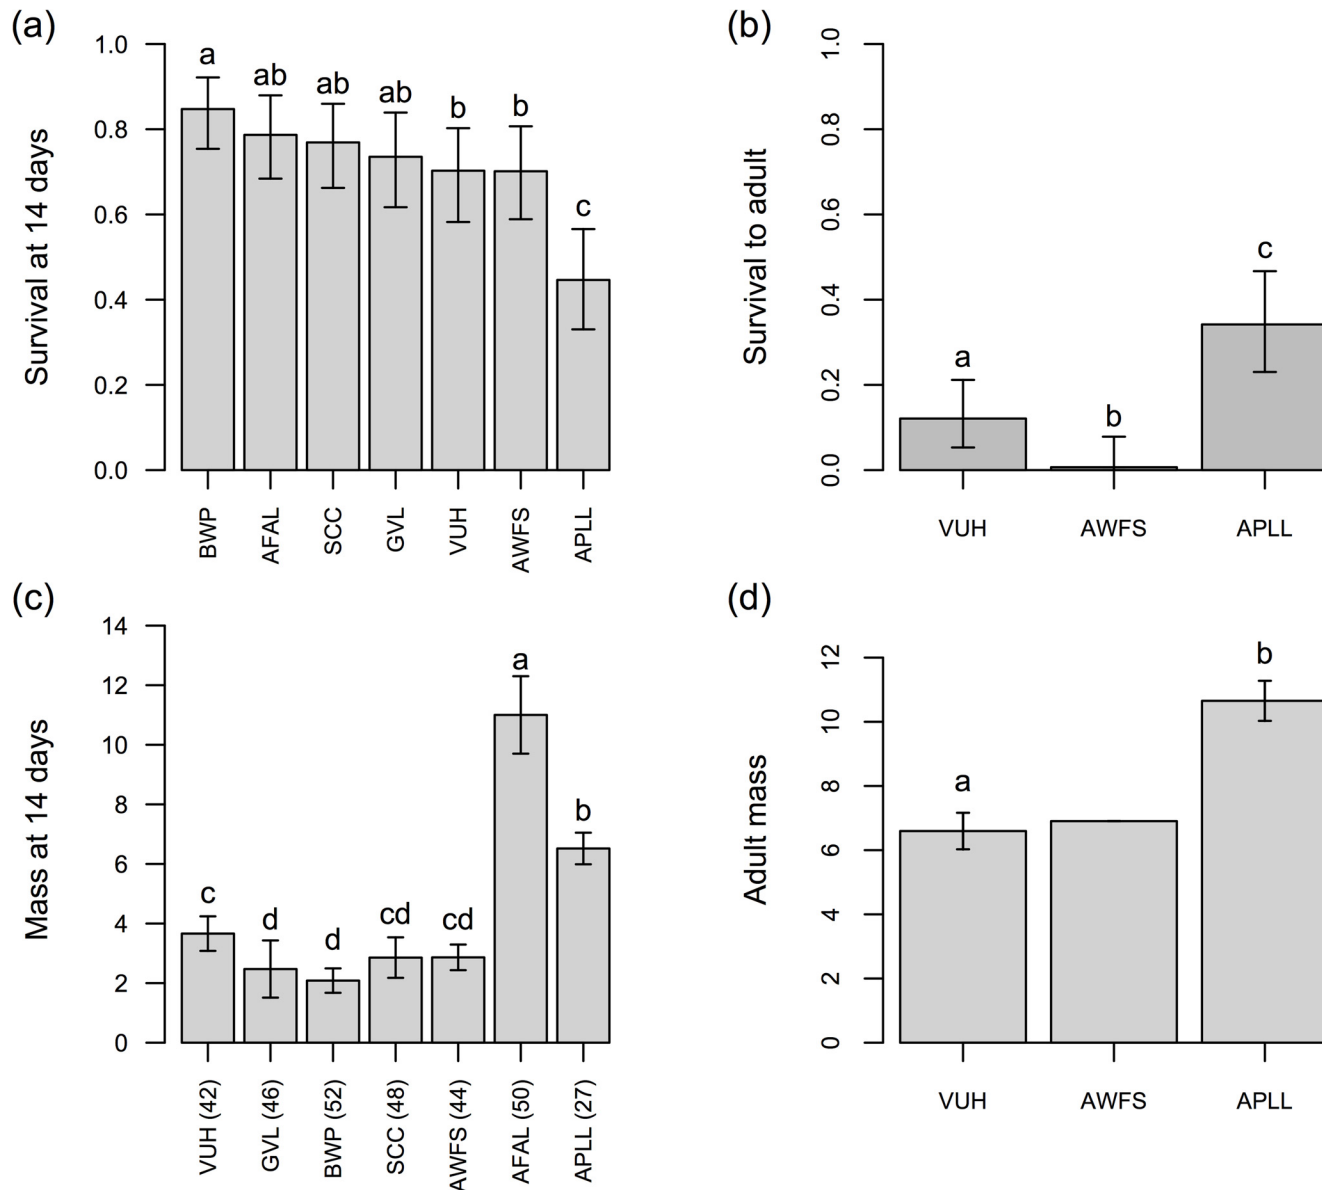 (a)
Survival at 14 days
1.0
0.8
0.6
0.4
0.2
0.0
a
ab
ab
ab
b
b
c
BWP
AFAL
SCC
GVL
VUH
AWFS
APLL
(b)
Survival to adult
1.0
0.8
0.6
0.4
0.2
0.0
a
b
c
VUH
AWFS
APLL
(c)
Mass at 14 days
14
12
10
8
6
4
2
0
c
d
d
cd
cd
a
b
VUH (42)
GVL (46)
BWP (52)
SCC (48)
AWFS (44)
AFAL (50)
APLL (27)
(d)
Adult mass
12
10
8
6
4
2
0
a
b
VUH
AWFS
APLL